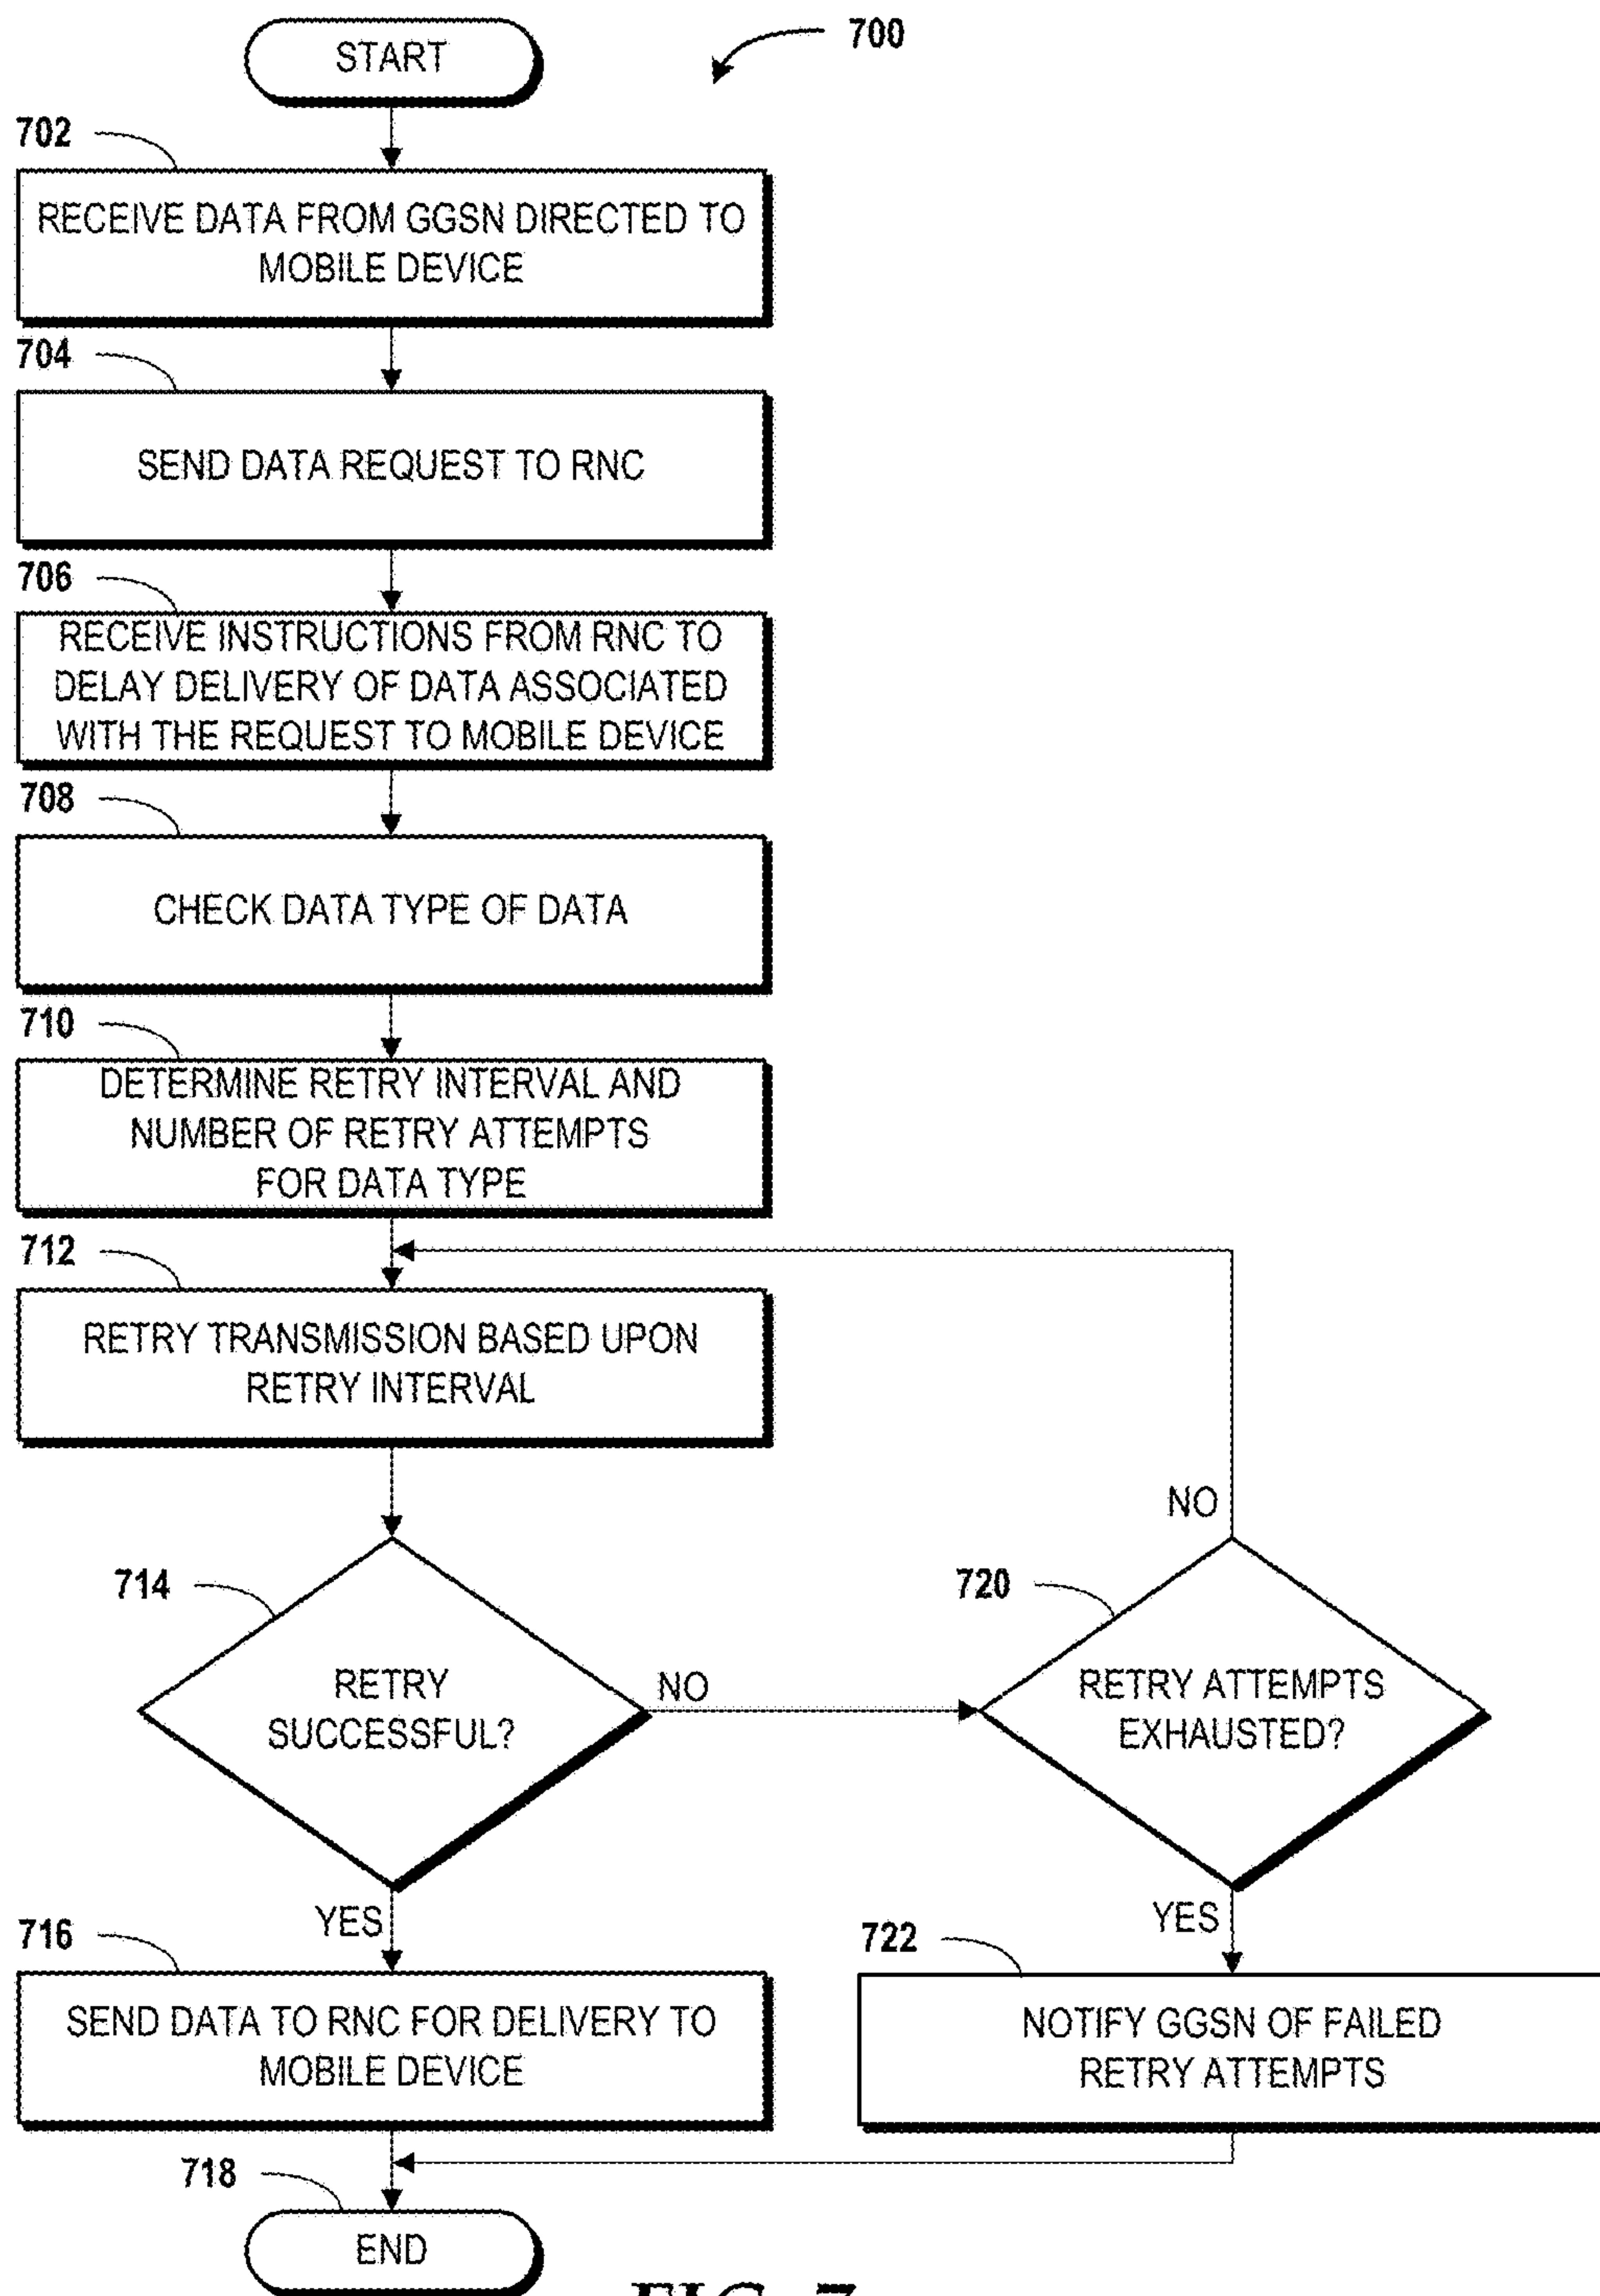 START
700
702
RECEIVE DATA FROM GGSN DIRECTED TO
MOBILE DEVICE
704
SEND DATA REQUEST TO RNC
706
RECEIVE INSTRUCTIONS FROM RNC TO
DELAY DELIVERY OF DATA ASSOCIATED
WITH THE REQUEST TO MOBILE DEVICE
708
CHECK DATA TYPE OF DATA
710
DETERMINE RETRY INTERVAL AND
NUMBER OF RETRY ATTEMPTS
FOR DATA TYPE
712
RETRY TRANSMISSION BASED UPON
RETRY INTERVAL
NO
714
RETRY
SUCCESSFUL?
NO
720
RETRY ATTEMPTS
EXHAUSTED?
YES
YES
716
SEND DATA TO RNC FOR DELIVERY TO
MOBILE DEVICE
722
NOTIFY GGSN OF FAILED
RETRY ATTEMPTS
718
END
FIG. 7